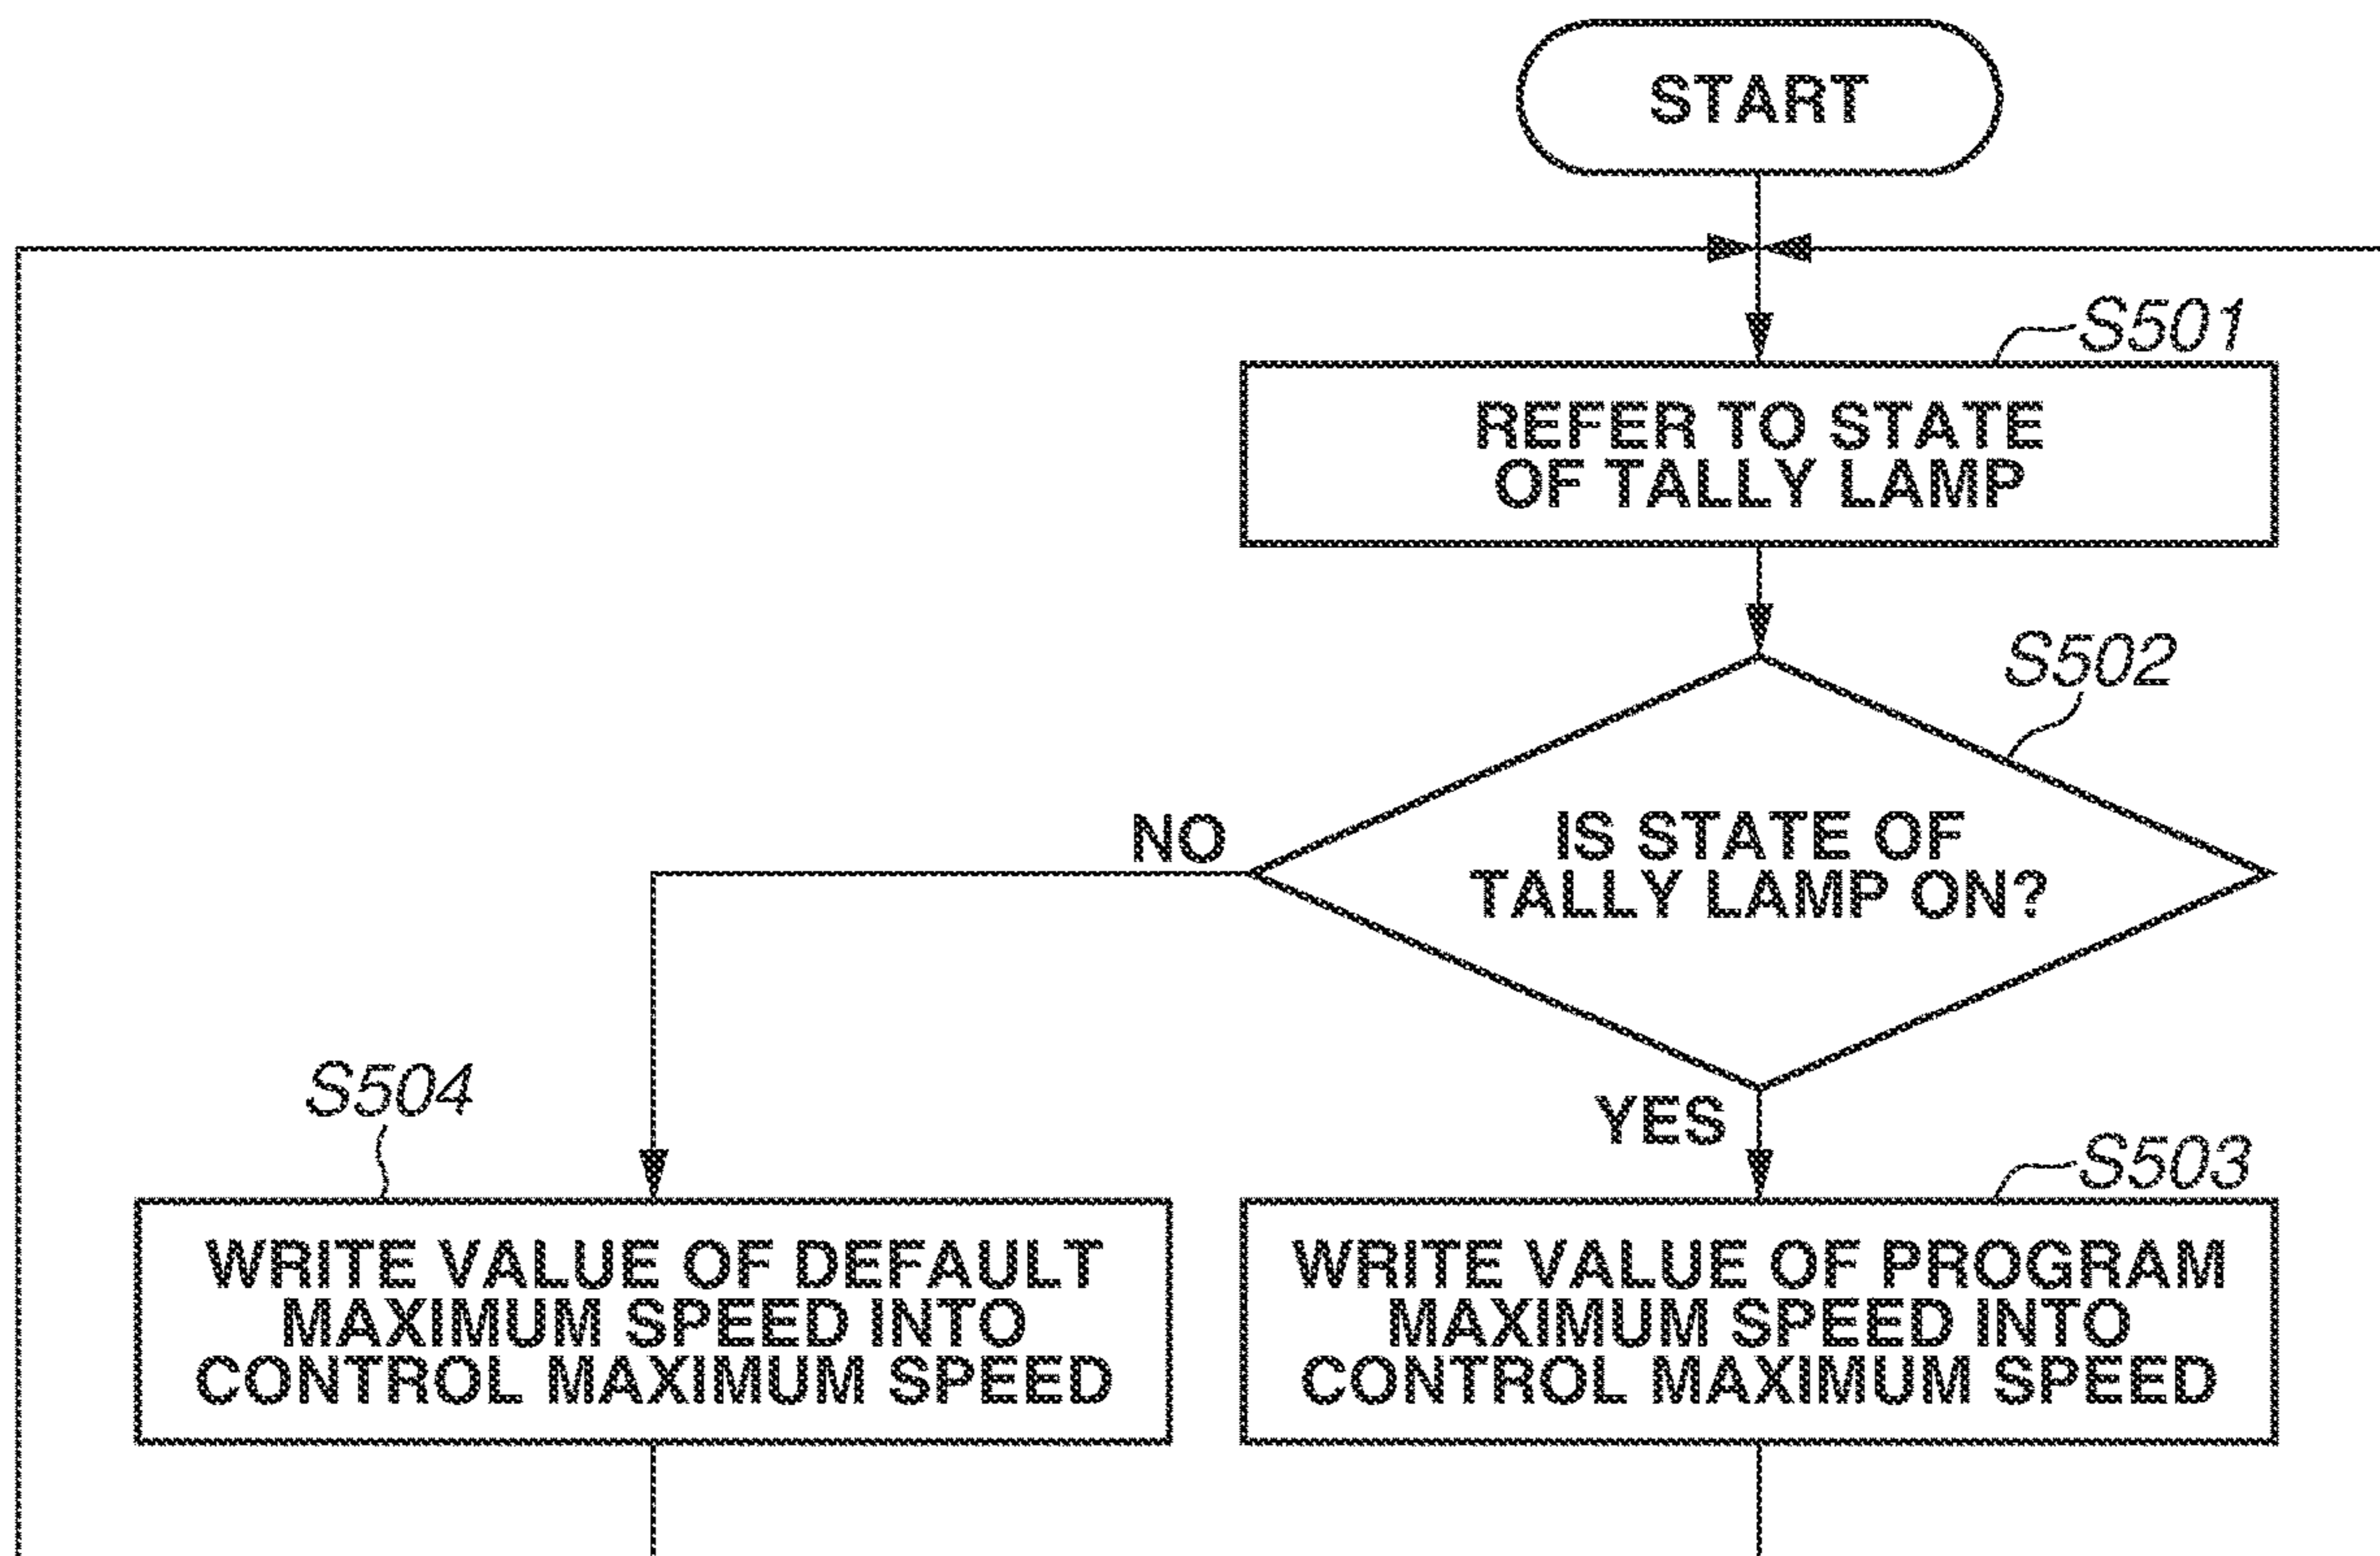 START
S501
REFER TO STATE
OF TALLY LAMP
S502
IS STATE OF
TALLY LAMP ON?
NO
YES
S504
WRITE VALUE OF DEFAULT
MAXIMUM SPEED INTO
CONTROL MAXIMUM SPEED
S503
WRITE VALUE OF PROGRAM
MAXIMUM SPEED INTO
CONTROL MAXIMUM SPEED